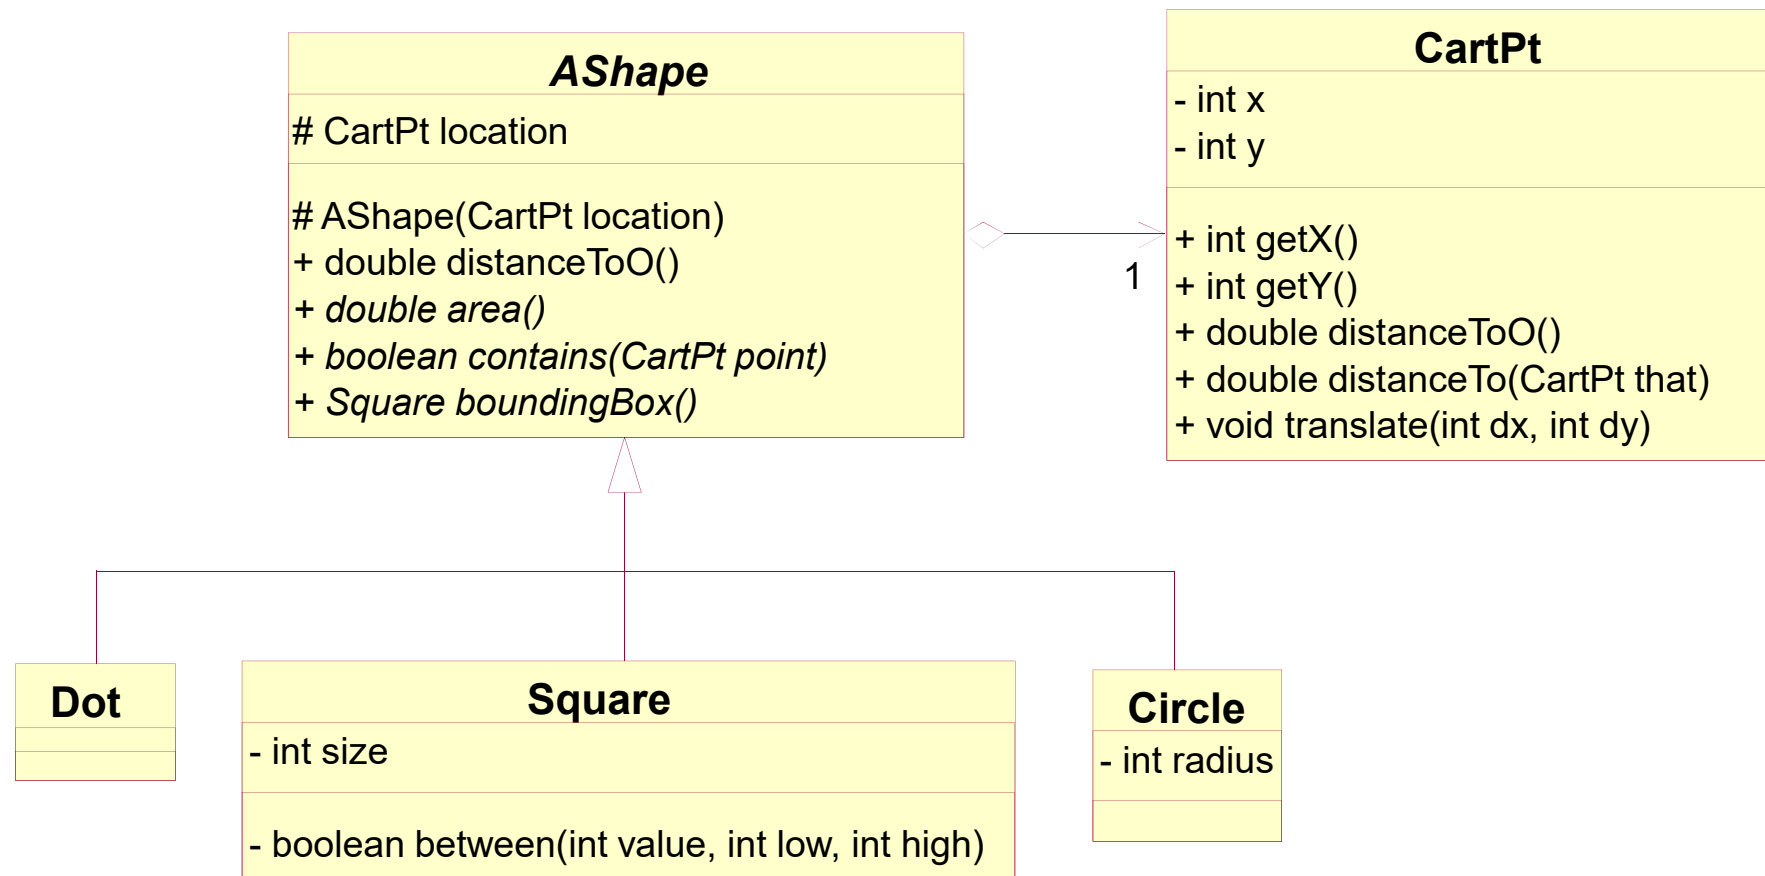 AShape
# CartPt location
# AShape(CartPt location)
+ double distanceToO()
+ double area()
+ boolean contains(CartPt point)
+ Square boundingBox()
1
CartPt
- int x
- int y
+ int getX()
+ int getY()
+ double distanceToO()
+ double distanceTo(CartPt that)
+ void translate(int dx, int dy)
Dot
Square
- int size
- boolean between(int value, int low, int high)
Circle
- int radius